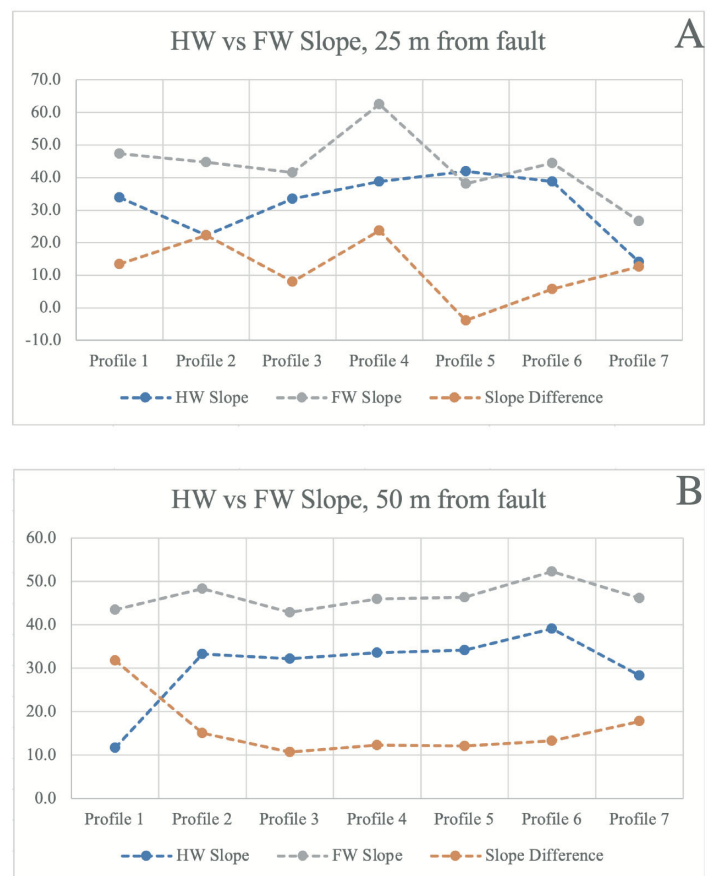 HW vs FW Slope, 25 m from fault
A
70.0
60.0
50.0
40.0
30.0
20.0
10.0
0.0
-10.0
Profile 1 Profile 2 Profile 3 Profile 4 Profile 5 Profile 6 Profile 7
HW Slope FW Slope Slope Difference
HW vs FW Slope, 50 m from fault
B
60.0
50.0
40.0
30.0
20.0
10.0
0.0
Profile 1 Profile 2 Profile 3 Profile 4 Profile 5 Profile 6 Profile 7
HW Slope FW Slope Slope Difference